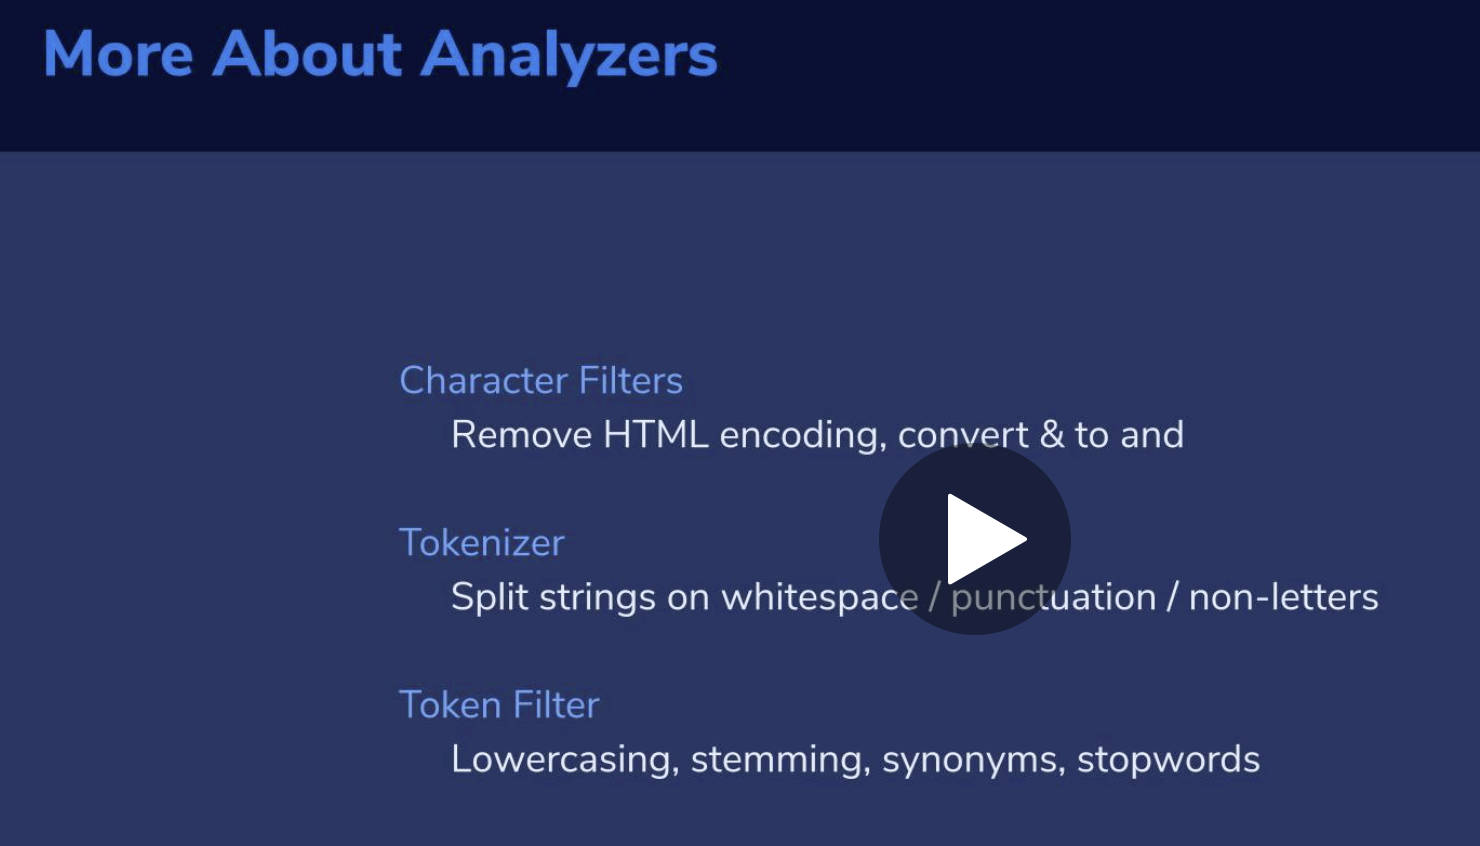 More About Analyzers
Character Filters
Remove HTML encoding, convert & to and
Tokenizer
Split strings on whitespace / punctuation / non-letters
Token Filter
Lowercasing, stemming, synonyms, stopwords